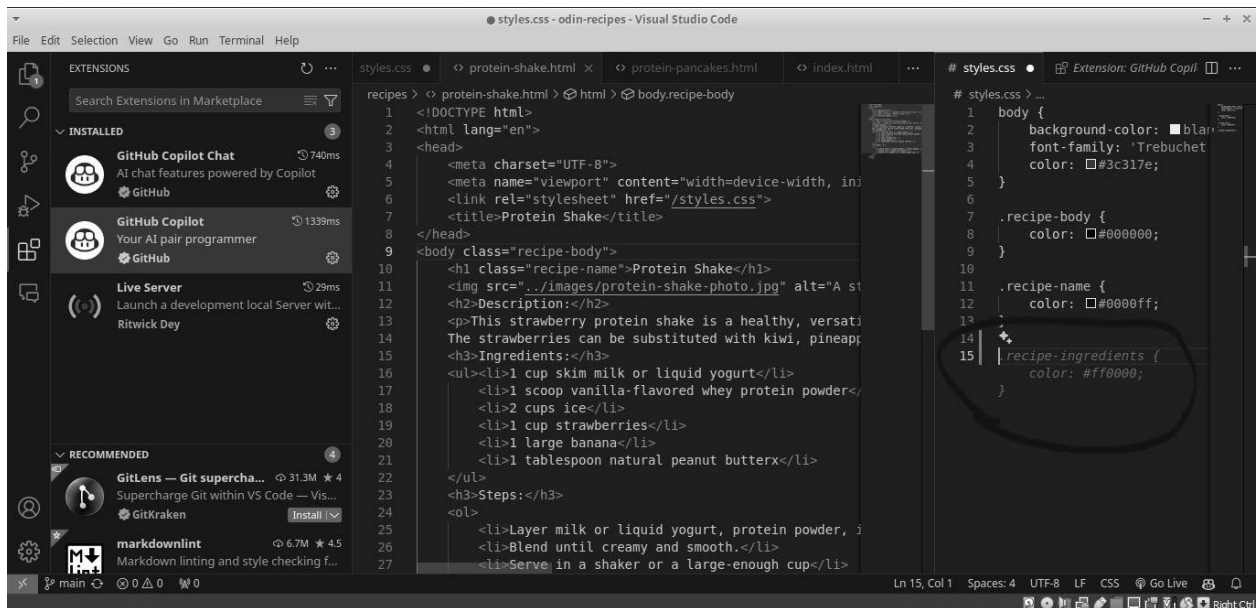 ● styles.css - odin-recipes - Visual Studio Code
File Edit Selection View Go Run Terminal Help
EXTENSIONS
Search Extensions in Marketplace
INSTALLED 3
GitHub Copilot Chat 740ms
AI chat features powered by Copilot
GitHub
GitHub Copilot 1339ms
Your AI pair programmer
GitHub
Live Server 29ms
Launch a development local Server wit...
Ritwick Dey
RECOMMENDED 4
GitLens — Git supercha... 31.3M ★ 4
Supercharge Git within VS Code — Vis...
GitKraken Install
markdownlint 6.7M ★ 4.5
Markdown linting and style checking f...
styles.css ● <> protein-shake.html × <> protein-pancakes.html <> index.html ...
recipes > <> protein-shake.html > html > body.recipe-body
1 <!DOCTYPE html>
2 <html lang="en">
3 <head>
4 <meta charset="UTF-8">
5 <meta name="viewport" content="width=device-width, ini
6 <link rel="stylesheet" href="/styles.css">
7 <title>Protein Shake</title>
8 </head>
9 <body class="recipe-body">
10 <h1 class="recipe-name">Protein Shake</h1>
11 <img src="../images/protein-shake-photo.jpg" alt="A st
12 <h2>Description:</h2>
13 <p>This strawberry protein shake is a healthy, versati
14 The strawberries can be substituted with kiwi, pineapp
15 <h3>Ingredients:</h3>
16 <ul><li>1 cup skim milk or liquid yogurt</li>
17 <li>1 scoop vanilla-flavored whey protein powder</
18 <li>2 cups ice</li>
19 <li>1 cup strawberries</li>
20 <li>1 large banana</li>
21 <li>1 tablespoon natural peanut butterx</li>
22 </ul>
23 <h3>Steps:</h3>
24 <ol>
25 <li>Layer milk or liquid yogurt, protein powder, i
26 <li>Blend until creamy and smooth.</li>
27 <li>Serve in a shaker or a large-enough cup</li>
# styles.css ● Extension: GitHub Copil ...
# styles.css > ...
1 body {
2 background-color: blan
3 font-family: 'Trebuchet
4 color: #3c317e;
5 }
6
7 .recipe-body {
8 color: #000000;
9 }
10
11 .recipe-name {
12 color: #0000ff;
13 }
14
15 .recipe-ingredients {
color: #ff0000;
}
main 0 0 0 Ln 15, Col 1 Spaces: 4 UTF-8 LF CSS Go Live
Right Ctrl